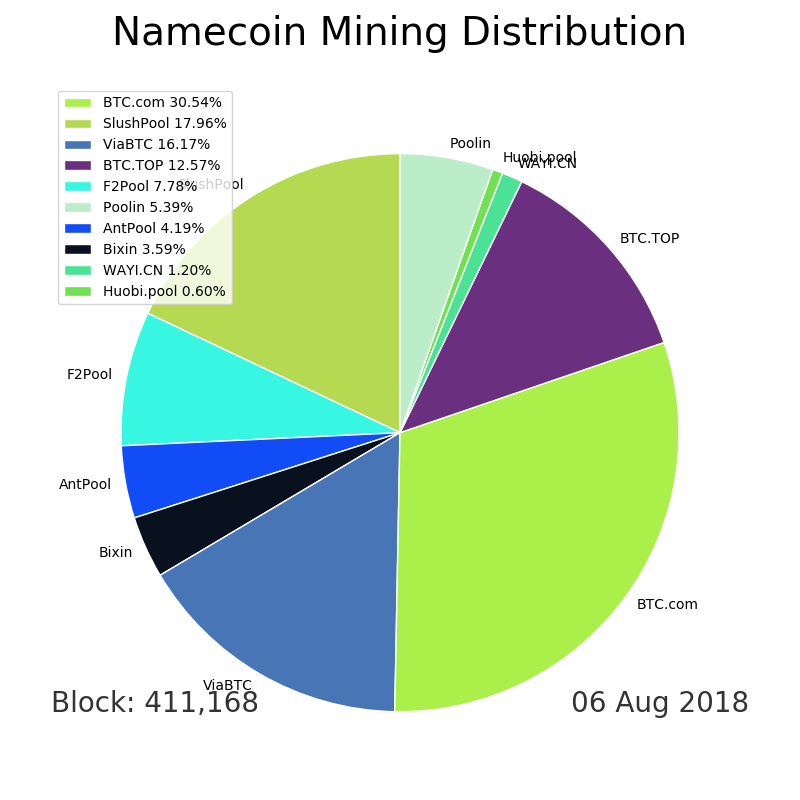 Namecoin Mining Distribution
BTC.com 30.54%
SlushPool 17.96%
ViaBTC 16.17%
BTC.TOP 12.57%
F2Pool 7.78%
Poolin 5.39%
AntPool 4.19%
Bixin 3.59%
WAYI.CN 1.20%
Huobi.pool 0.60%
Poolin
Huobi.pool
WAYI.CN
SlushPool
BTC.TOP
F2Pool
AntPool
Bixin
BTC.com
ViaBTC
Block: 411,168
06 Aug 2018